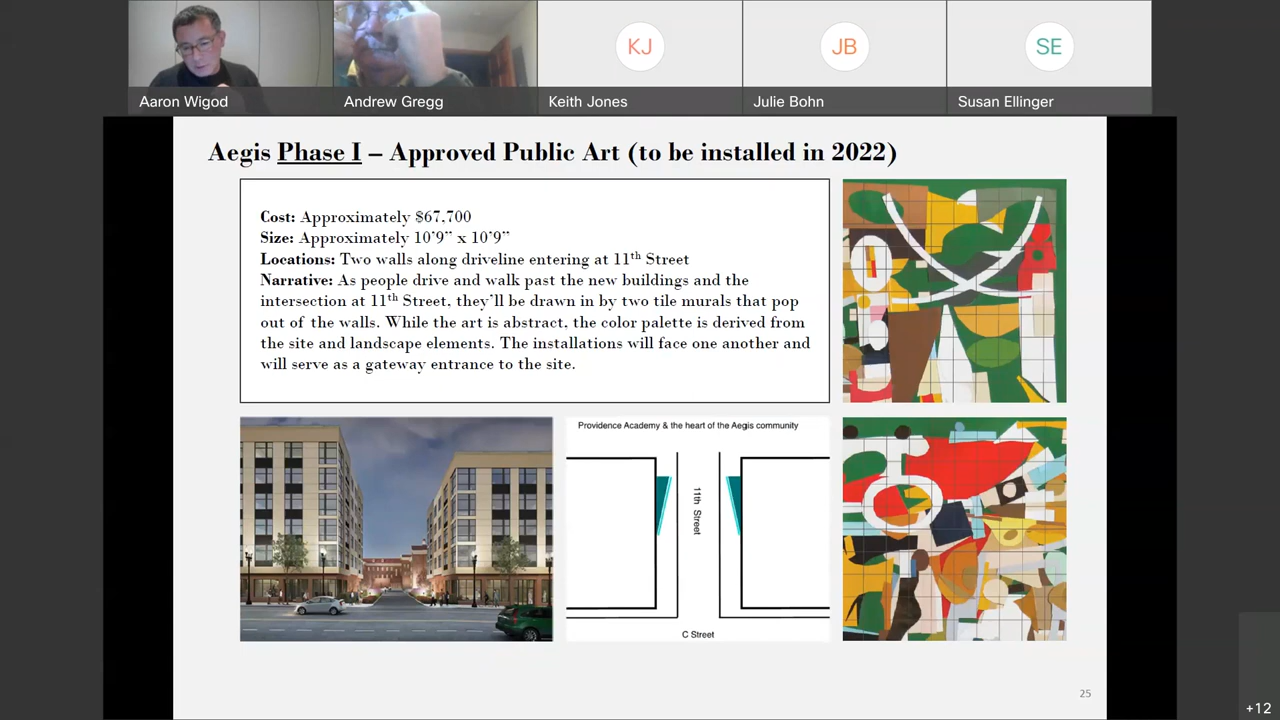 KJ
JB
SE
Aaron Wigod
Andrew Gregg
Keith Jones
Julie Bohn
Susan Ellinger
Aegis Phase I – Approved Public Art (to be installed in 2022)
Cost: Approximately $67,700
Size: Approximately 10'9" x 10'9"
Locations: Two walls along driveline entering at 11th Street
Narrative: As people drive and walk past the new buildings and the
intersection at 11th Street, they'll be drawn in by two tile murals that pop
out of the walls. While the art is abstract, the color palette is derived from
the site and landscape elements. The installations will face one another and
will serve as a gateway entrance to the site.
Providence Academy & the heart of the Aegis community
11th Street
C Street
25
+12